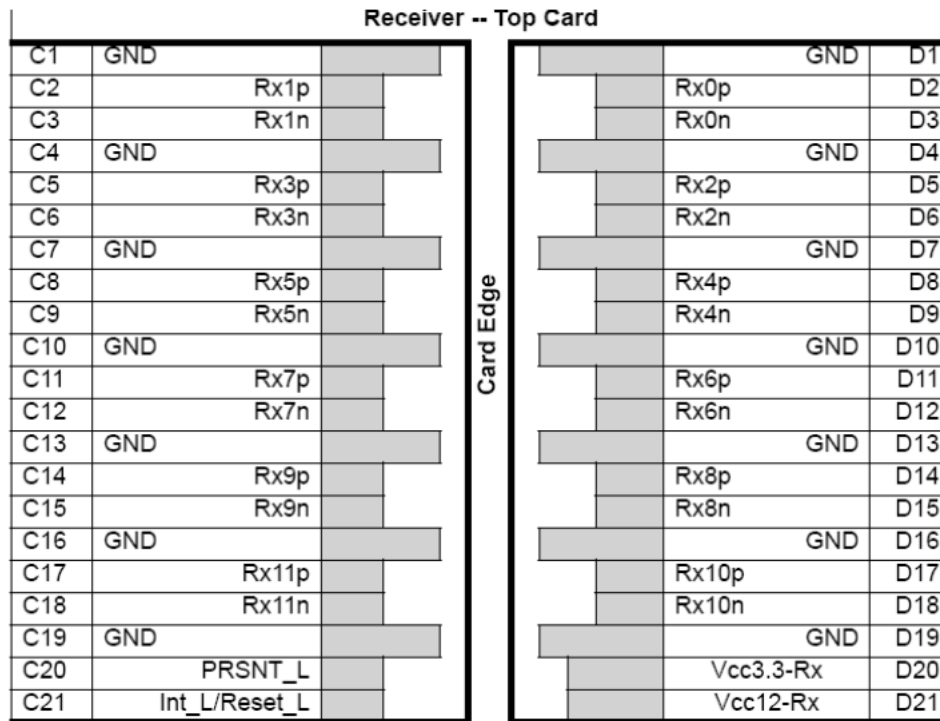 Receiver -- Top Card
C1 GND GND D1
C2 Rx1p Rx0p D2
C3 Rx1n Rx0n D3
C4 GND GND D4
C5 Rx3p Rx2p D5
C6 Rx3n Rx2n D6
C7 GND GND D7
C8 Rx5p Rx4p D8
C9 Rx5n Rx4n D9
C10 GND GND D10
C11 Rx7p Rx6p D11
C12 Rx7n Rx6n D12
C13 GND GND D13
C14 Rx9p Rx8p D14
C15 Rx9n Rx8n D15
C16 GND GND D16
C17 Rx11p Rx10p D17
C18 Rx11n Rx10n D18
C19 GND GND D19
C20 PRSNT_L Vcc3.3-Rx D20
C21 Int_L/Reset_L Vcc12-Rx D21
Card Edge